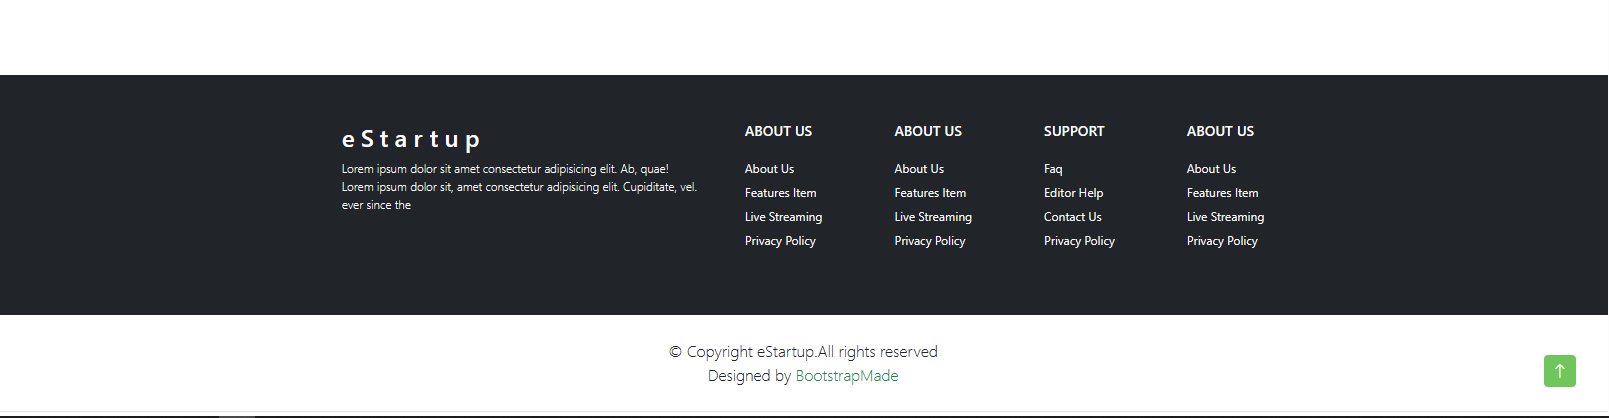 eStartup
Lorem ipsum dolor sit amet consectetur adipisicing elit. Ab, quae!
Lorem ipsum dolor sit, amet consectetur adipisicing elit. Cupiditate, vel.
ever since the
ABOUT US
About Us
Features Item
Live Streaming
Privacy Policy
ABOUT US
About Us
Features Item
Live Streaming
Privacy Policy
SUPPORT
Faq
Editor Help
Contact Us
Privacy Policy
ABOUT US
About Us
Features Item
Live Streaming
Privacy Policy
© Copyright eStartup.All rights reserved
Designed by BootstrapMade